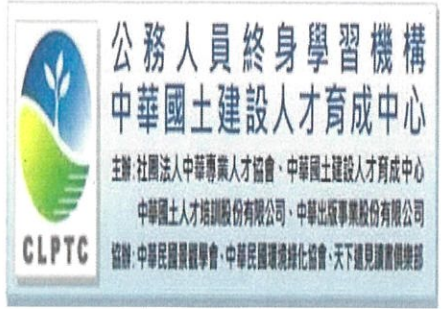 公務人員終身學習機構
中華國土建設人才育成中心
主辦:社團法人中華專業人才協會、中華國土建設人才育成中心
中華國土人才培訓股份有限公司、中華出版事業股份有限公司
協辦:中華民國景觀學會、中華民國環境綠化協會、天下遠見讀書俱樂部
CLPTC